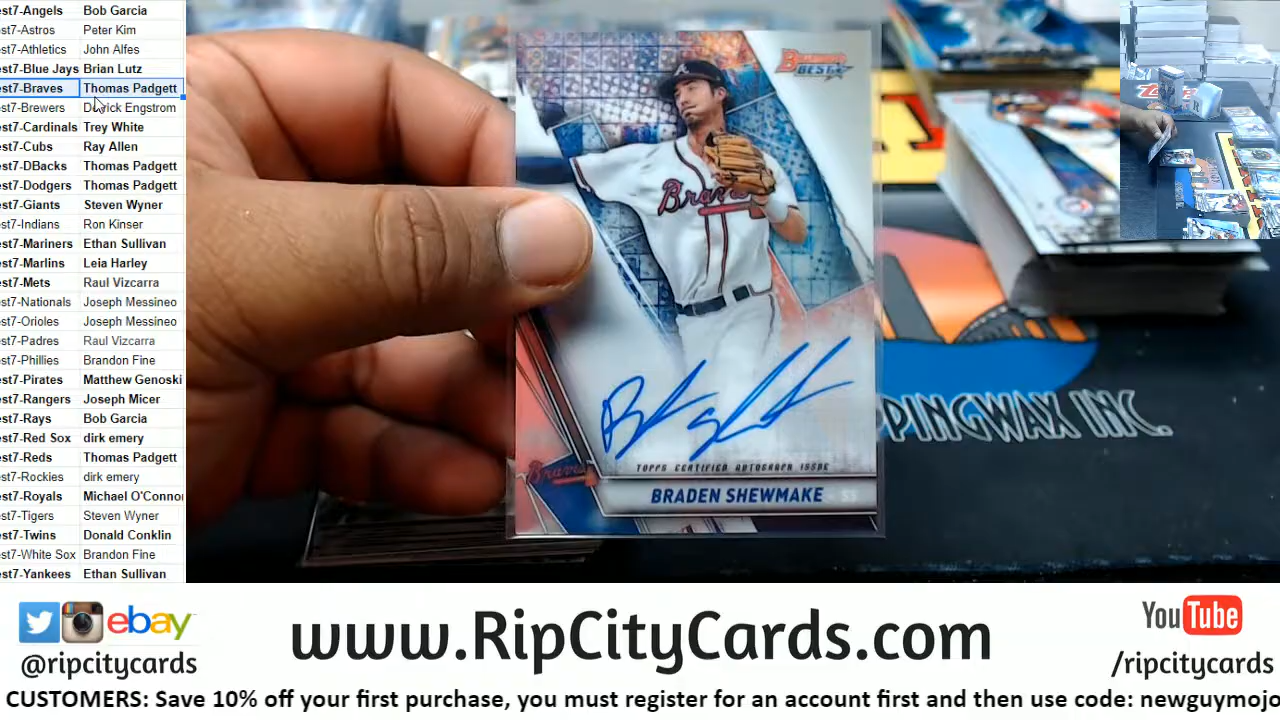 est7-Angels Bob Garcia
est7-Astros Peter Kim
est7-Athletics John Alfes
est7-Blue Jays Brian Lutz
est7-Braves Thomas Padgett
est7-Brewers Derrick Engstrom
est7-Cardinals Trey White
est7-Cubs Ray Allen
est7-DBacks Thomas Padgett
est7-Dodgers Thomas Padgett
est7-Giants Steven Wyner
est7-Indians Ron Kinser
est7-Mariners Ethan Sullivan
est7-Marlins Leia Harley
est7-Mets Raul Vizcarra
est7-Nationals Joseph Messineo
est7-Orioles Joseph Messineo
est7-Padres Raul Vizcarra
est7-Phillies Brandon Fine
est7-Pirates Matthew Genoski
est7-Rangers Joseph Micer
est7-Rays Bob Garcia
est7-Red Sox dirk emery
est7-Reds Thomas Padgett
est7-Rockies dirk emery
est7-Royals Michael O'Connor
est7-Tigers Steven Wyner
est7-Twins Donald Conklin
est7-White Sox Brandon Fine
est7-Yankees Ethan Sullivan
Bowman's
BEST
Braves
TOPPS CERTIFIED AUTOGRAPH ISSUE
Braves
BRADEN SHEWMAKE SS
PPINGWAX INC.
ebay
@ripcitycards
www.RipCityCards.com
YouTube
/ripcitycards
CUSTOMERS: Save 10% off your first purchase, you must register for an account first and then use code: newguymojo